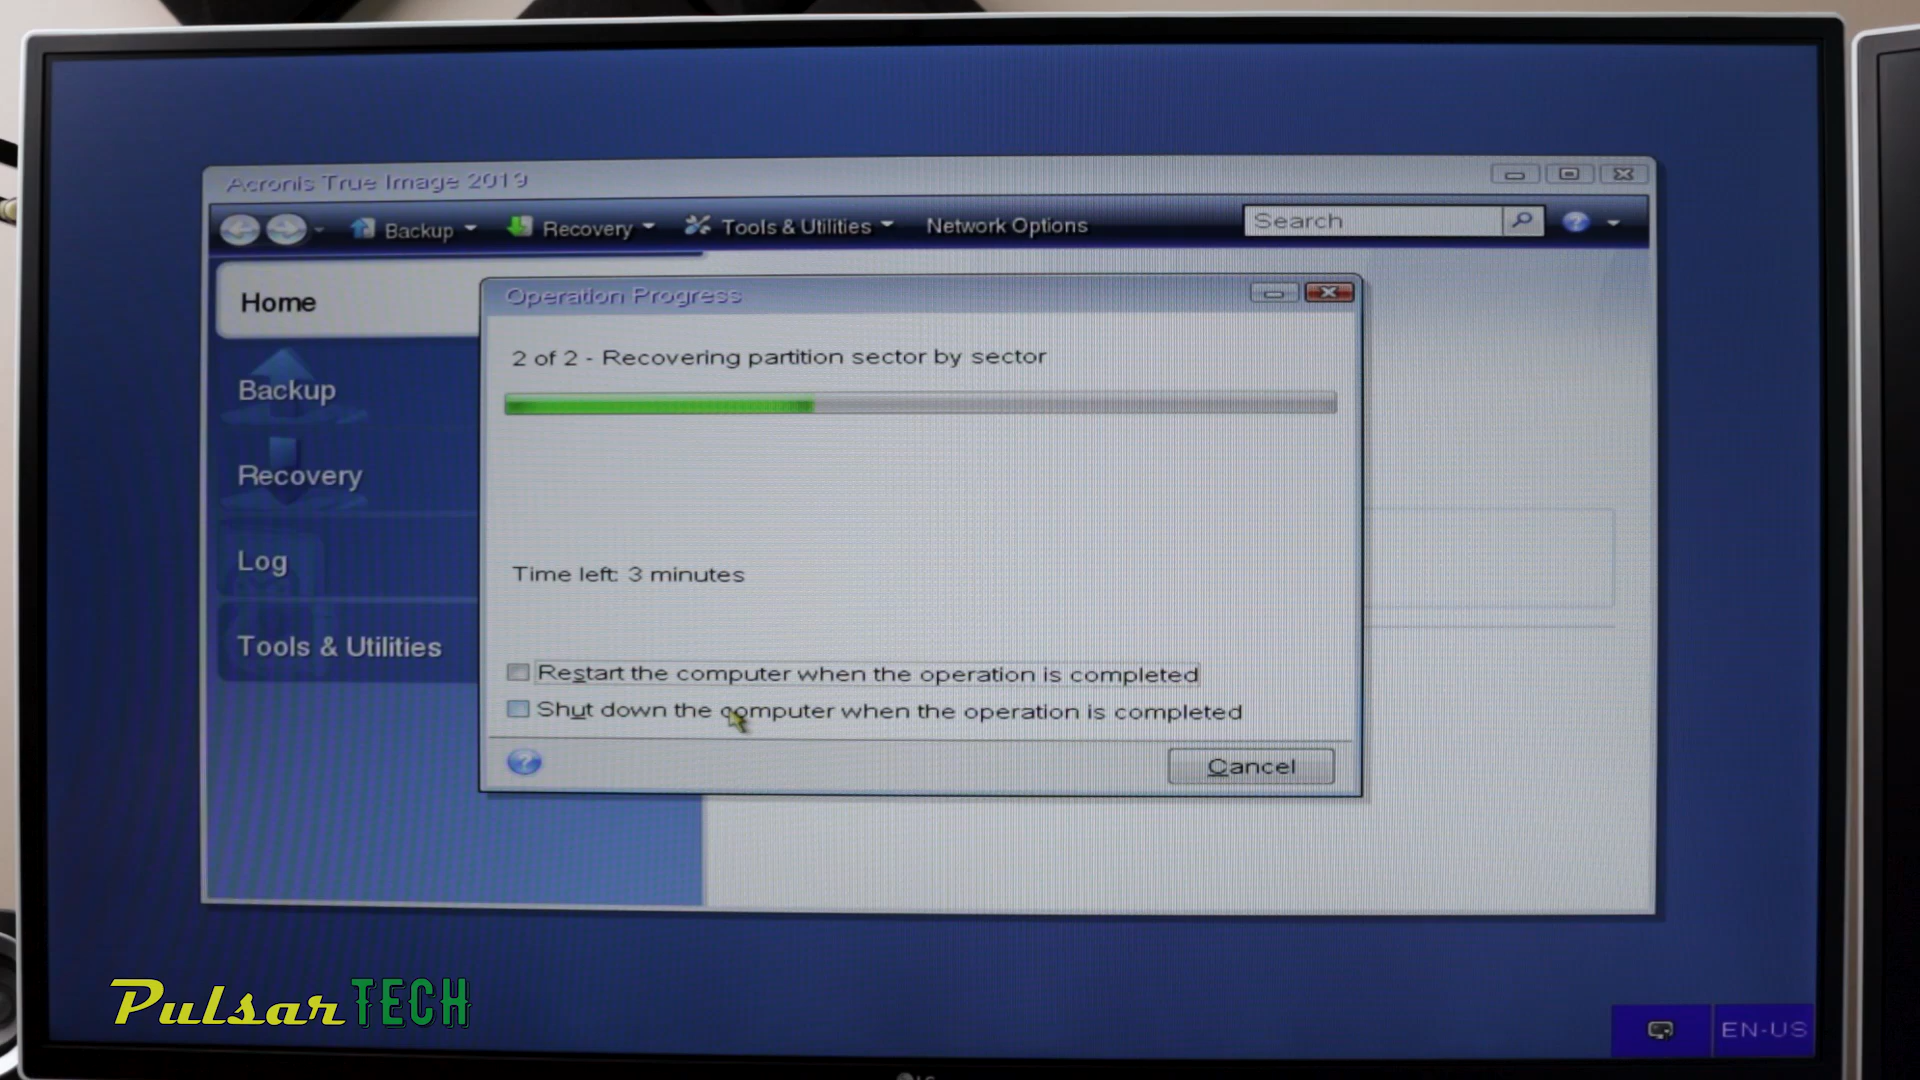 Acronis True Image 2019
Backup
Recovery
Tools & Utilities
Network Options
Search
Home
Backup
Recovery
Log
Tools & Utilities
Operation Progress
2 of 2 - Recovering partition sector by sector
Time left: 3 minutes
Restart the computer when the operation is completed
Shut down the computer when the operation is completed
Cancel
Pulsar TECH
EN-US